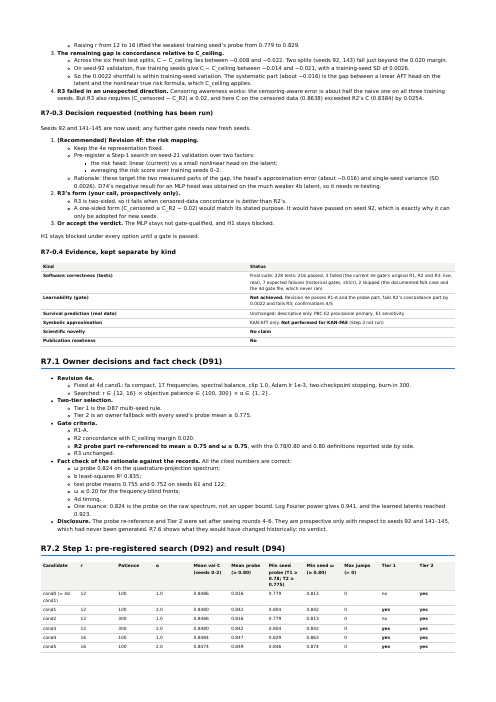 ◦ Raising r from 12 to 16 lifted the weakest training seed's probe from 0.779 to 0.829.
3. The remaining gap is concordance relative to C_ceiling.
◦ Across the six fresh test splits, C − C_ceiling lies between −0.008 and −0.022. Two splits (seeds 92, 143) fall just beyond the 0.020 margin.
◦ On seed-92 validation, five training seeds give C − C_ceiling between −0.014 and −0.021, with a training-seed SD of 0.0026.
◦ So the 0.0022 shortfall is within training-seed variation. The systematic part (about −0.016) is the gap between a linear AFT head on the latent and the nonlinear true risk formula, which C_ceiling applies.
4. R3 failed in an unexpected direction. Censoring awareness works: the censoring-aware error is about half the naive one on all three training seeds. But R3 also requires |C_censored − C_R2| ≤ 0.02, and here C on the censored data (0.8638) exceeded R2's C (0.8384) by 0.0254.
R7-0.3 Decision requested (nothing has been run)
Seeds 92 and 141–145 are now used; any further gate needs new fresh seeds.
1. (Recommended) Revision 4f: the risk mapping.
◦ Keep the 4e representation fixed.
◦ Pre-register a Step-1 search on seed-21 validation over two factors:
▪ the risk head: linear (current) vs a small nonlinear head on the latent;
▪ averaging the risk score over training seeds 0–2.
◦ Rationale: these target the two measured parts of the gap, the head's approximation error (about −0.016) and single-seed variance (SD 0.0026). D74's negative result for an MLP head was obtained on the much weaker 4b latent, so it needs re-testing.
2. R3's form (your call, prospectively only).
◦ R3 is two-sided, so it fails when censored-data concordance is better than R2's.
◦ A one-sided form (C_censored ≥ C_R2 − 0.02) would match its stated purpose. It would have passed on seed 92, which is exactly why it can only be adopted for new seeds.
3. Or accept the verdict. The MLP stays not gate-qualified, and H1 stays blocked.
H1 stays blocked under every option until a gate is passed.
R7-0.4 Evidence, kept separate by kind
Kind Status
Software correctness (tests) Final suite: 228 tests: 216 passed, 3 failed (the current 4e gate's original R1, R2 and R3: live, real), 7 expected failures (historical gates, strict), 2 skipped (the documented N/A case and the 4d gate file, which never ran)
Learnability (gate) Not achieved. Revision 4e passes R1-A and the probe part, fails R2's concordance part by 0.0022 and fails R3; confirmations 4/5
Survival prediction (real data) Unchanged: descriptive only. PBC E2 provisional primary, E1 sensitivity
Symbolic approximation KAN-AFT only. Not performed for KAN-FAE (Step 3 not run)
Scientific novelty No claim
Publication readiness No
R7.1 Owner decisions and fact check (D91)
• Revision 4e.
◦ Fixed at 4d cand1: fa compact, 17 frequencies, spectral balance, clip 1.0, Adam lr 1e-3, two-checkpoint stopping, burn-in 300.
◦ Searched: r ∈ {12, 16} × objective patience ∈ {100, 300} × α ∈ {1, 2}.
• Two-tier selection.
◦ Tier 1 is the D87 multi-seed rule.
◦ Tier 2 is an owner fallback with every seed's probe mean ≥ 0.775.
• Gate criteria.
◦ R1-A.
◦ R2 concordance with C_ceiling margin 0.020.
◦ R2 probe part re-referenced to mean ≥ 0.75 and ω ≥ 0.75, with the 0.78/0.80 and 0.80 definitions reported side by side.
◦ R3 unchanged.
• Fact check of the rationale against the records. All the cited numbers are correct:
◦ ω probe 0.824 on the quadrature-projection spectrum;
◦ b least-squares R² 0.835;
◦ test probe means 0.755 and 0.752 on seeds 61 and 122;
◦ ω ≥ 0.20 for the frequency-blind fronts;
◦ 4d timing.
◦ One nuance: 0.824 is the probe on the raw spectrum, not an upper bound. Log Fourier power gives 0.941, and the learned latents reached 0.923.
• Disclosure. The probe re-reference and Tier 2 were set after seeing rounds 4–6. They are prospective only with respect to seeds 92 and 141–145, which had never been generated. R7.6 shows what they would have changed historically: no verdict.
R7.2 Step 1: pre-registered search (D92) and result (D94)
Candidate r Patience α Mean val C (seeds 0–2) Mean probe (≥ 0.80) Min seed probe (T1 ≥ 0.78; T2 ≥ 0.775) Min seed ω (≥ 0.80) Max jumps (= 0) Tier 1 Tier 2
cand0 (= 4d cand1) 12 100 1.0 0.8486 0.816 0.779 0.813 0 no yes
cand1 12 100 2.0 0.8480 0.842 0.804 0.842 0 yes yes
cand2 12 300 1.0 0.8486 0.816 0.779 0.813 0 no yes
cand3 12 300 2.0 0.8480 0.842 0.804 0.842 0 yes yes
cand4 16 100 1.0 0.8484 0.847 0.829 0.863 0 yes yes
cand5 16 100 2.0 0.8474 0.849 0.846 0.874 0 yes yes